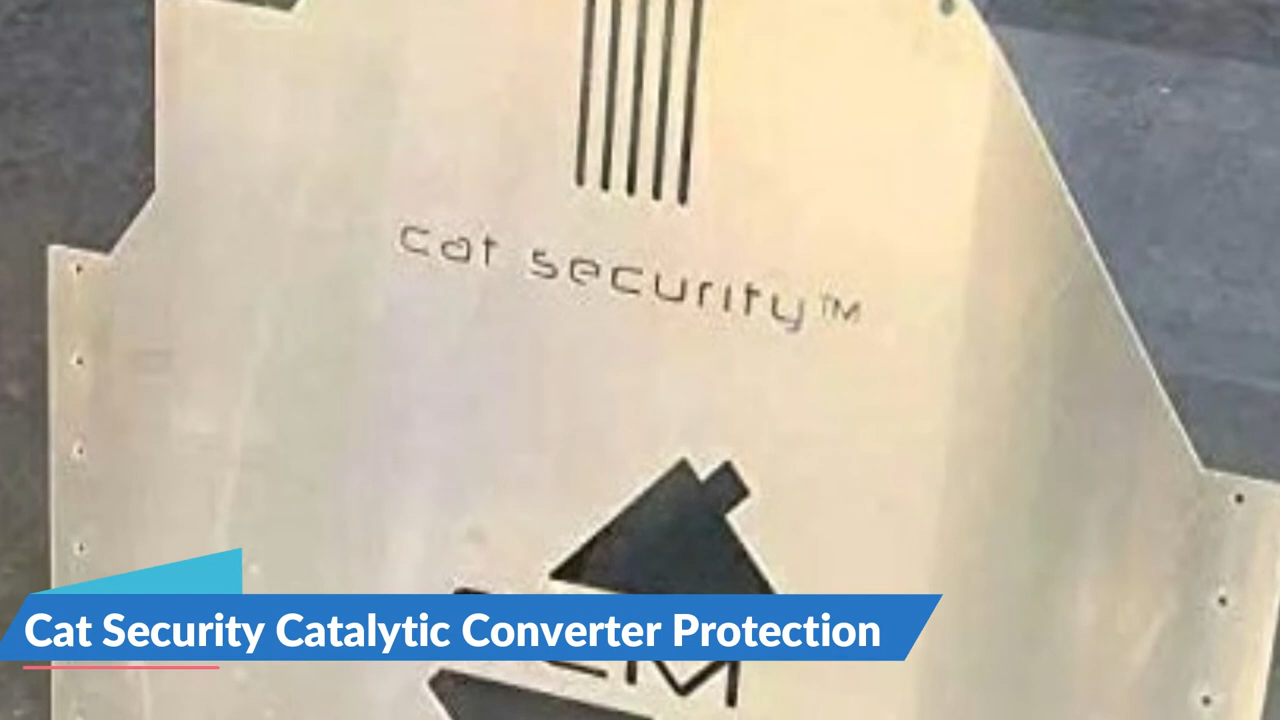 cat security™
Cat Security Catalytic Converter Protection